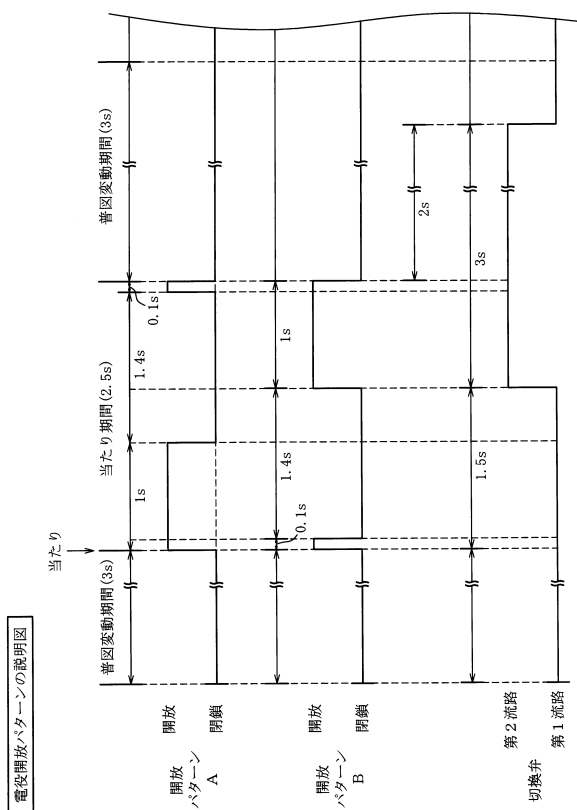 電役開放パターンの説明図
当たり
普図変動期間(3s)
当たり期間(2.5s)
普図変動期間(3s)
1s
1.4s
0.1s
開放
パターン
A
開放
閉鎖
0.1s
1.4s
1s
開放
パターン
B
開放
閉鎖
2s
1.5s
3s
切換弁
第2流路
第1流路